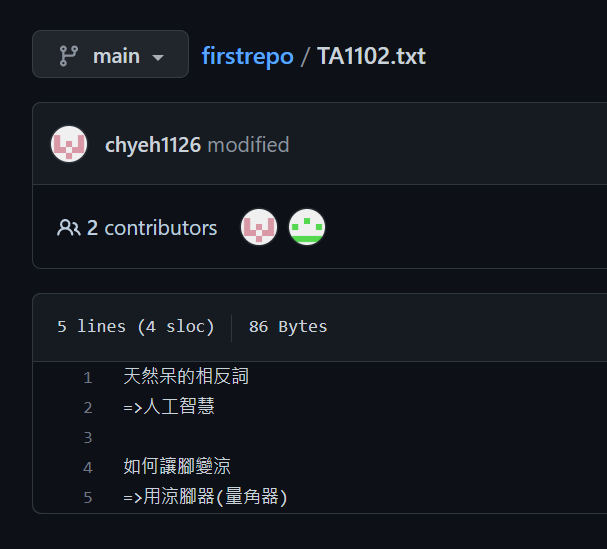 main firstrepo / TA1102.txt
chyeh1126 modified
2 contributors
5 lines (4 sloc) 86 Bytes
1 天然呆的相反詞
2 =>人工智慧
3
4 如何讓腳變涼
5 =>用涼腳器(量角器)